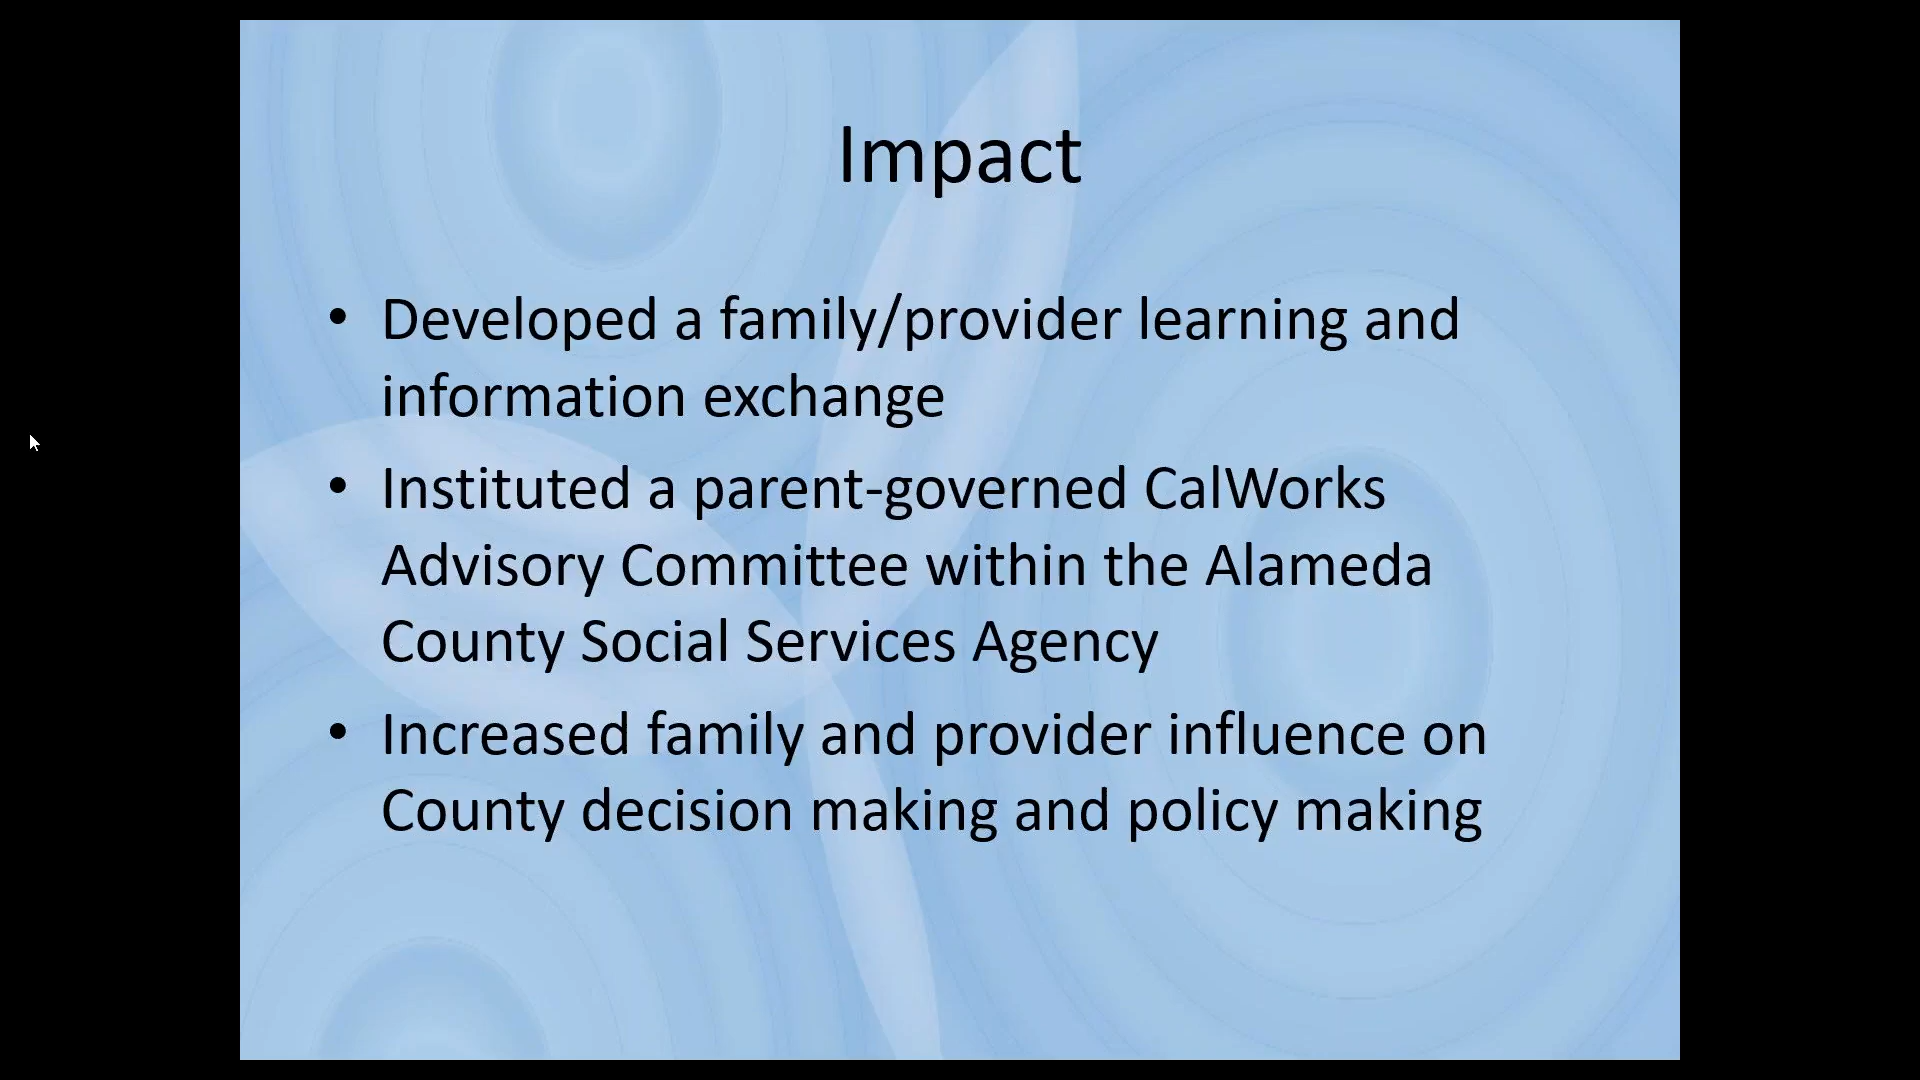 Impact
• Developed a family/provider learning and
information exchange
• Instituted a parent-governed CalWorks
Advisory Committee within the Alameda
County Social Services Agency
• Increased family and provider influence on
County decision making and policy making